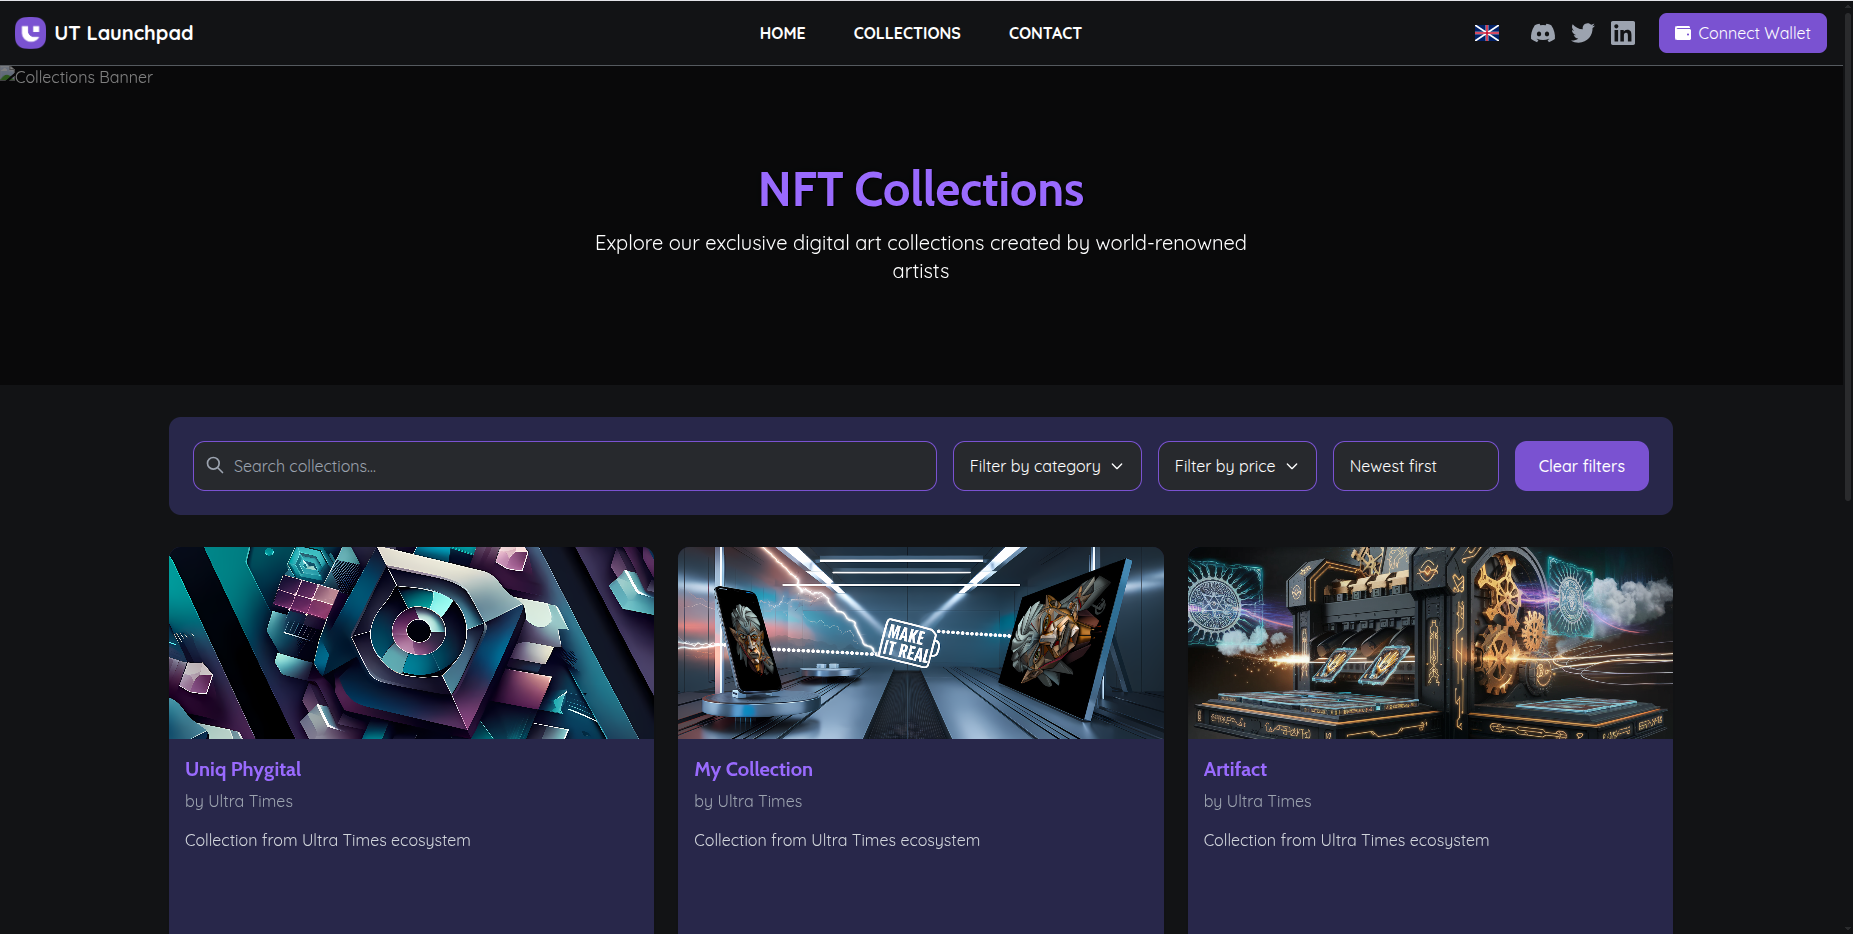 UT Launchpad
HOME
COLLECTIONS
CONTACT
Connect Wallet
Collections Banner
NFT Collections
Explore our exclusive digital art collections created by world-renowned
artists
Search collections...
Filter by category
Filter by price
Newest first
Clear filters
MAKE
IT REAL
Uniq Phygital
by Ultra Times
Collection from Ultra Times ecosystem
My Collection
by Ultra Times
Collection from Ultra Times ecosystem
Artifact
by Ultra Times
Collection from Ultra Times ecosystem